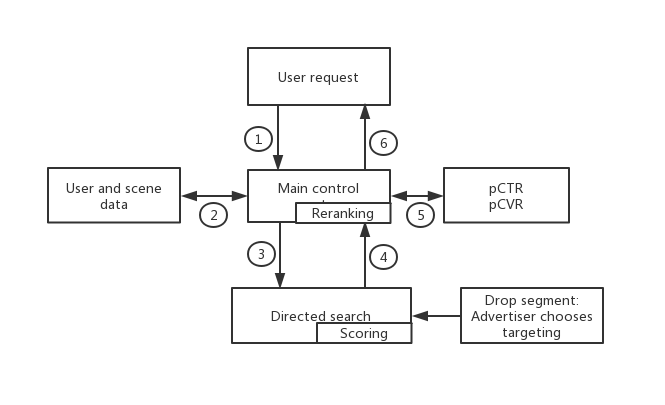 User request
1
6
User and scene
data
2
Main control
Reranking
5
pCTR
pCVR
3
4
Directed search
Scoring
Drop segment:
Advertiser chooses
targeting